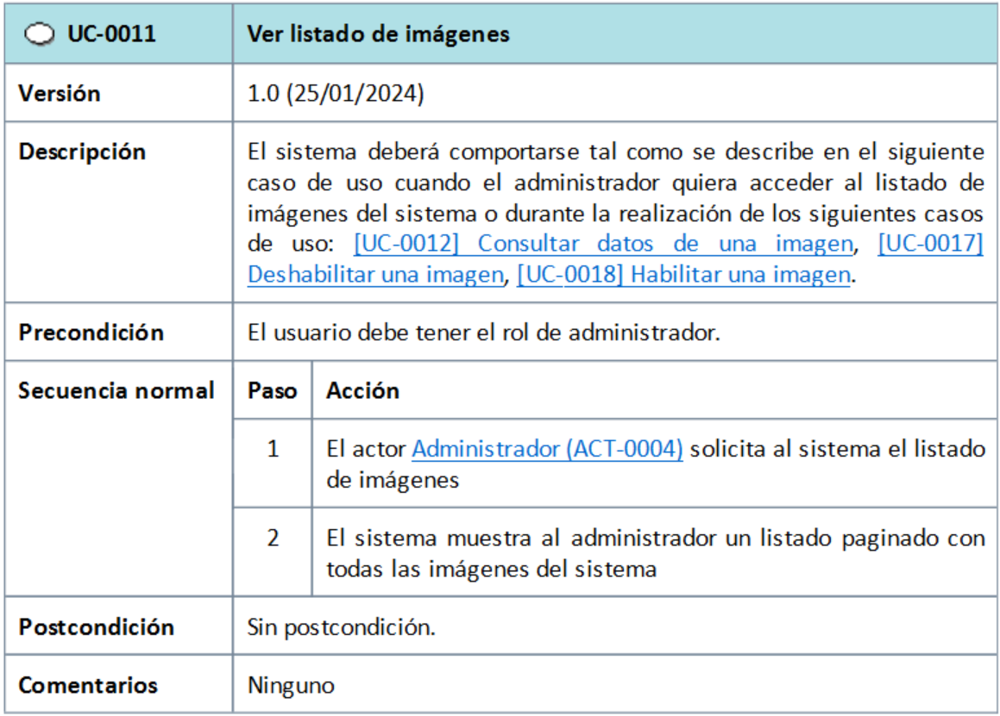 UC-0011 Ver listado de imágenes
Versión 1.0 (25/01/2024)
Descripción El sistema deberá comportarse tal como se describe en el siguiente
caso de uso cuando el administrador quiera acceder al listado de
imágenes del sistema o durante la realización de los siguientes casos
de uso: [UC-0012] Consultar datos de una imagen, [UC-0017]
Deshabilitar una imagen, [UC-0018] Habilitar una imagen.
Precondición El usuario debe tener el rol de administrador.
Secuencia normal Paso Acción
1 El actor Administrador (ACT-0004) solicita al sistema el listado
de imágenes
2 El sistema muestra al administrador un listado paginado con
todas las imágenes del sistema
Postcondición Sin postcondición.
Comentarios Ninguno